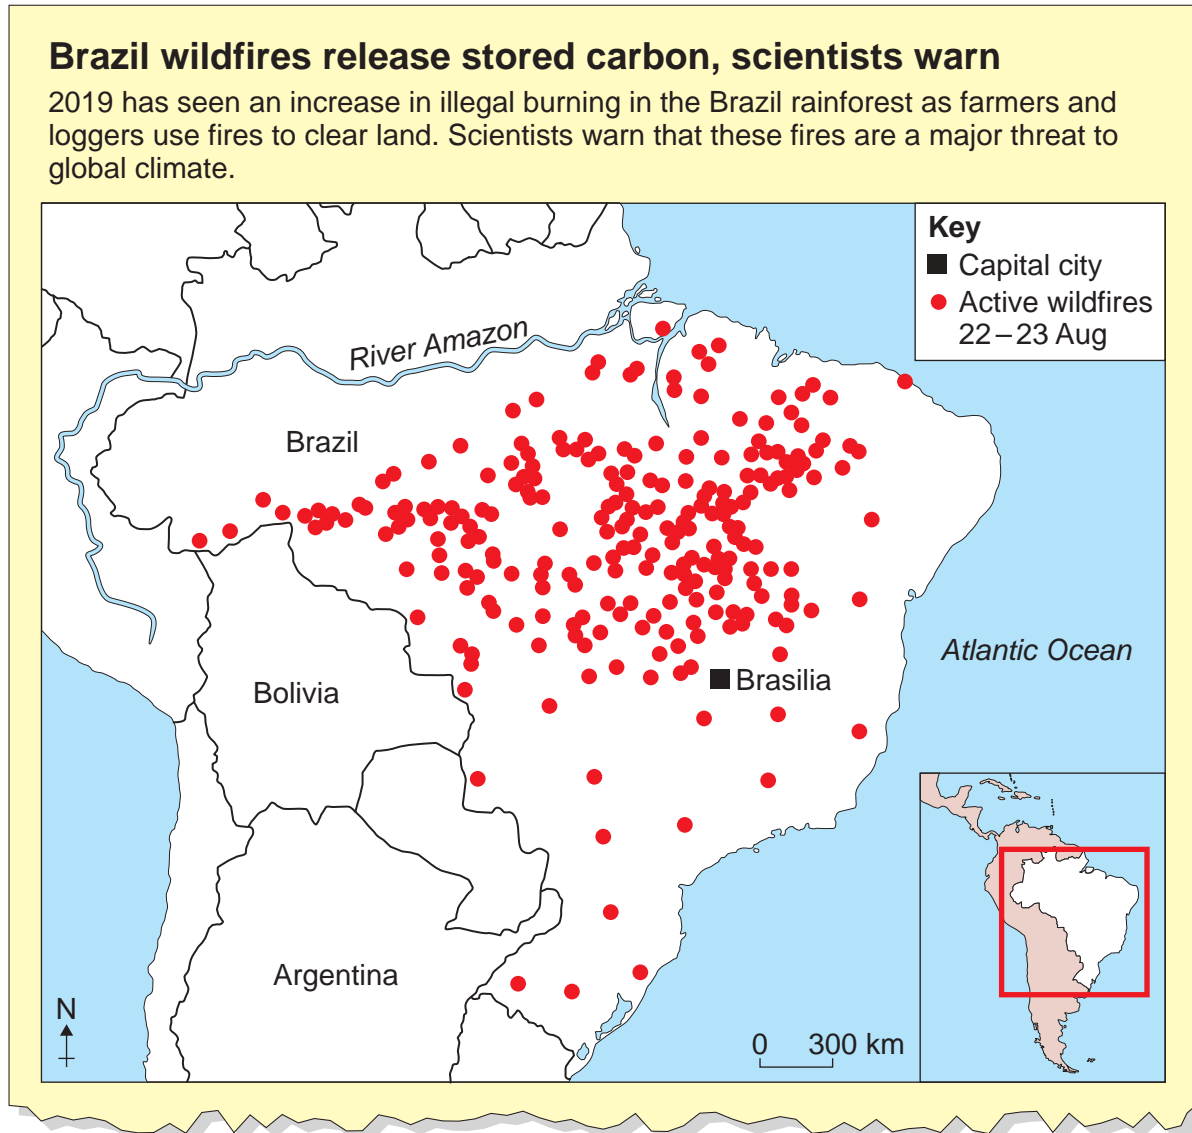 Brazil wildfires release stored carbon, scientists warn
2019 has seen an increase in illegal burning in the Brazil rainforest as farmers and
loggers use fires to clear land. Scientists warn that these fires are a major threat to
global climate.
Key
Capital city
Active wildfires
22–23 Aug
River Amazon
Brazil
Atlantic Ocean
Brasilia
Bolivia
Argentina
N
0 300 km